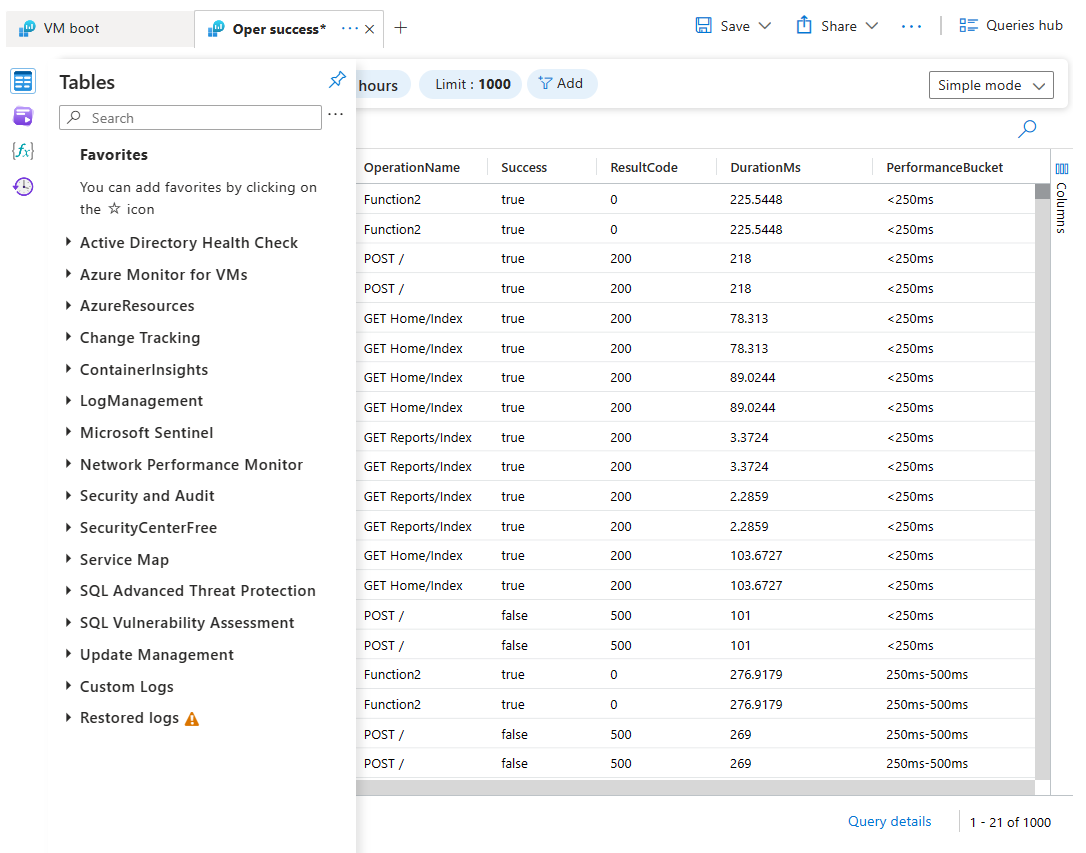 VM boot
Oper success*
Save
Share
Queries hub
Tables
Search
Favorites
You can add favorites by clicking on
the ☆ icon
Active Directory Health Check
Azure Monitor for VMs
AzureResources
Change Tracking
ContainerInsights
LogManagement
Microsoft Sentinel
Network Performance Monitor
Security and Audit
SecurityCenterFree
Service Map
SQL Advanced Threat Protection
SQL Vulnerability Assessment
Update Management
Custom Logs
Restored logs
hours
Limit : 1000
Add
Simple mode
OperationName Success ResultCode DurationMs PerformanceBucket
Function2 true 0 225.5448 <250ms
Function2 true 0 225.5448 <250ms
POST / true 200 218 <250ms
POST / true 200 218 <250ms
GET Home/Index true 200 78.313 <250ms
GET Home/Index true 200 78.313 <250ms
GET Home/Index true 200 89.0244 <250ms
GET Home/Index true 200 89.0244 <250ms
GET Reports/Index true 200 3.3724 <250ms
GET Reports/Index true 200 3.3724 <250ms
GET Reports/Index true 200 2.2859 <250ms
GET Reports/Index true 200 2.2859 <250ms
GET Home/Index true 200 103.6727 <250ms
GET Home/Index true 200 103.6727 <250ms
POST / false 500 101 <250ms
POST / false 500 101 <250ms
Function2 true 0 276.9179 250ms-500ms
Function2 true 0 276.9179 250ms-500ms
POST / false 500 269 250ms-500ms
POST / false 500 269 250ms-500ms
Columns
Query details
1 - 21 of 1000